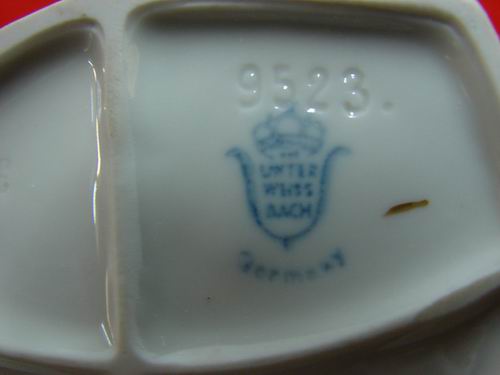 9523.
UNTER
WEISS
BACH
Germany